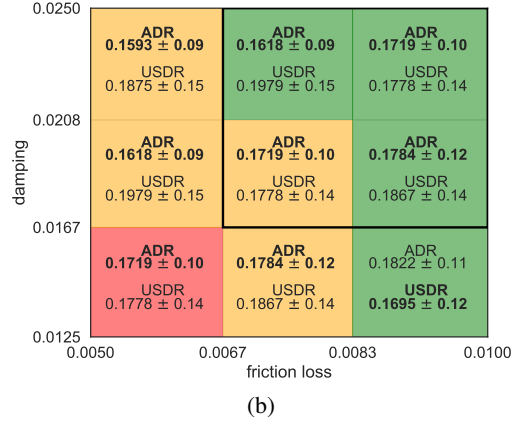 0.0250
ADR
0.1593 ± 0.09
USDR
0.1875 ± 0.15
ADR
0.1618 ± 0.09
USDR
0.1979 ± 0.15
ADR
0.1719 ± 0.10
USDR
0.1778 ± 0.14
0.0208
ADR
0.1618 ± 0.09
USDR
0.1979 ± 0.15
ADR
0.1719 ± 0.10
USDR
0.1778 ± 0.14
ADR
0.1784 ± 0.12
USDR
0.1867 ± 0.14
damping
0.0167
ADR
0.1719 ± 0.10
USDR
0.1778 ± 0.14
ADR
0.1784 ± 0.12
USDR
0.1867 ± 0.14
ADR
0.1822 ± 0.11
USDR
0.1695 ± 0.12
0.0125
0.0050
0.0067
0.0083
0.0100
friction loss
(b)